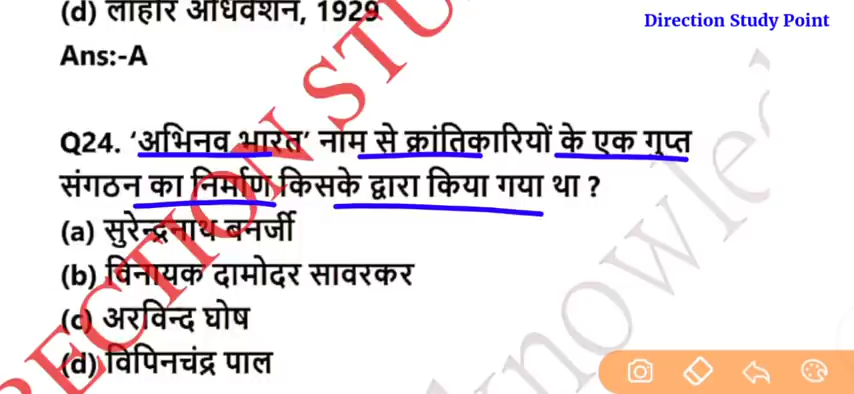 (d) लाहौर अधिवेशन, 1929
Direction Study Point
Ans:-A
Q24. ‘अभिनव भारत’ नाम से क्रांतिकारियों के एक गुप्त
संगठन का निर्माण किसके द्वारा किया गया था ?
(a) सुरेन्द्रनाथ बनर्जी
(b) विनायक दामोदर सावरकर
(c) अरविन्द घोष
(d) विपिनचंद्र पाल